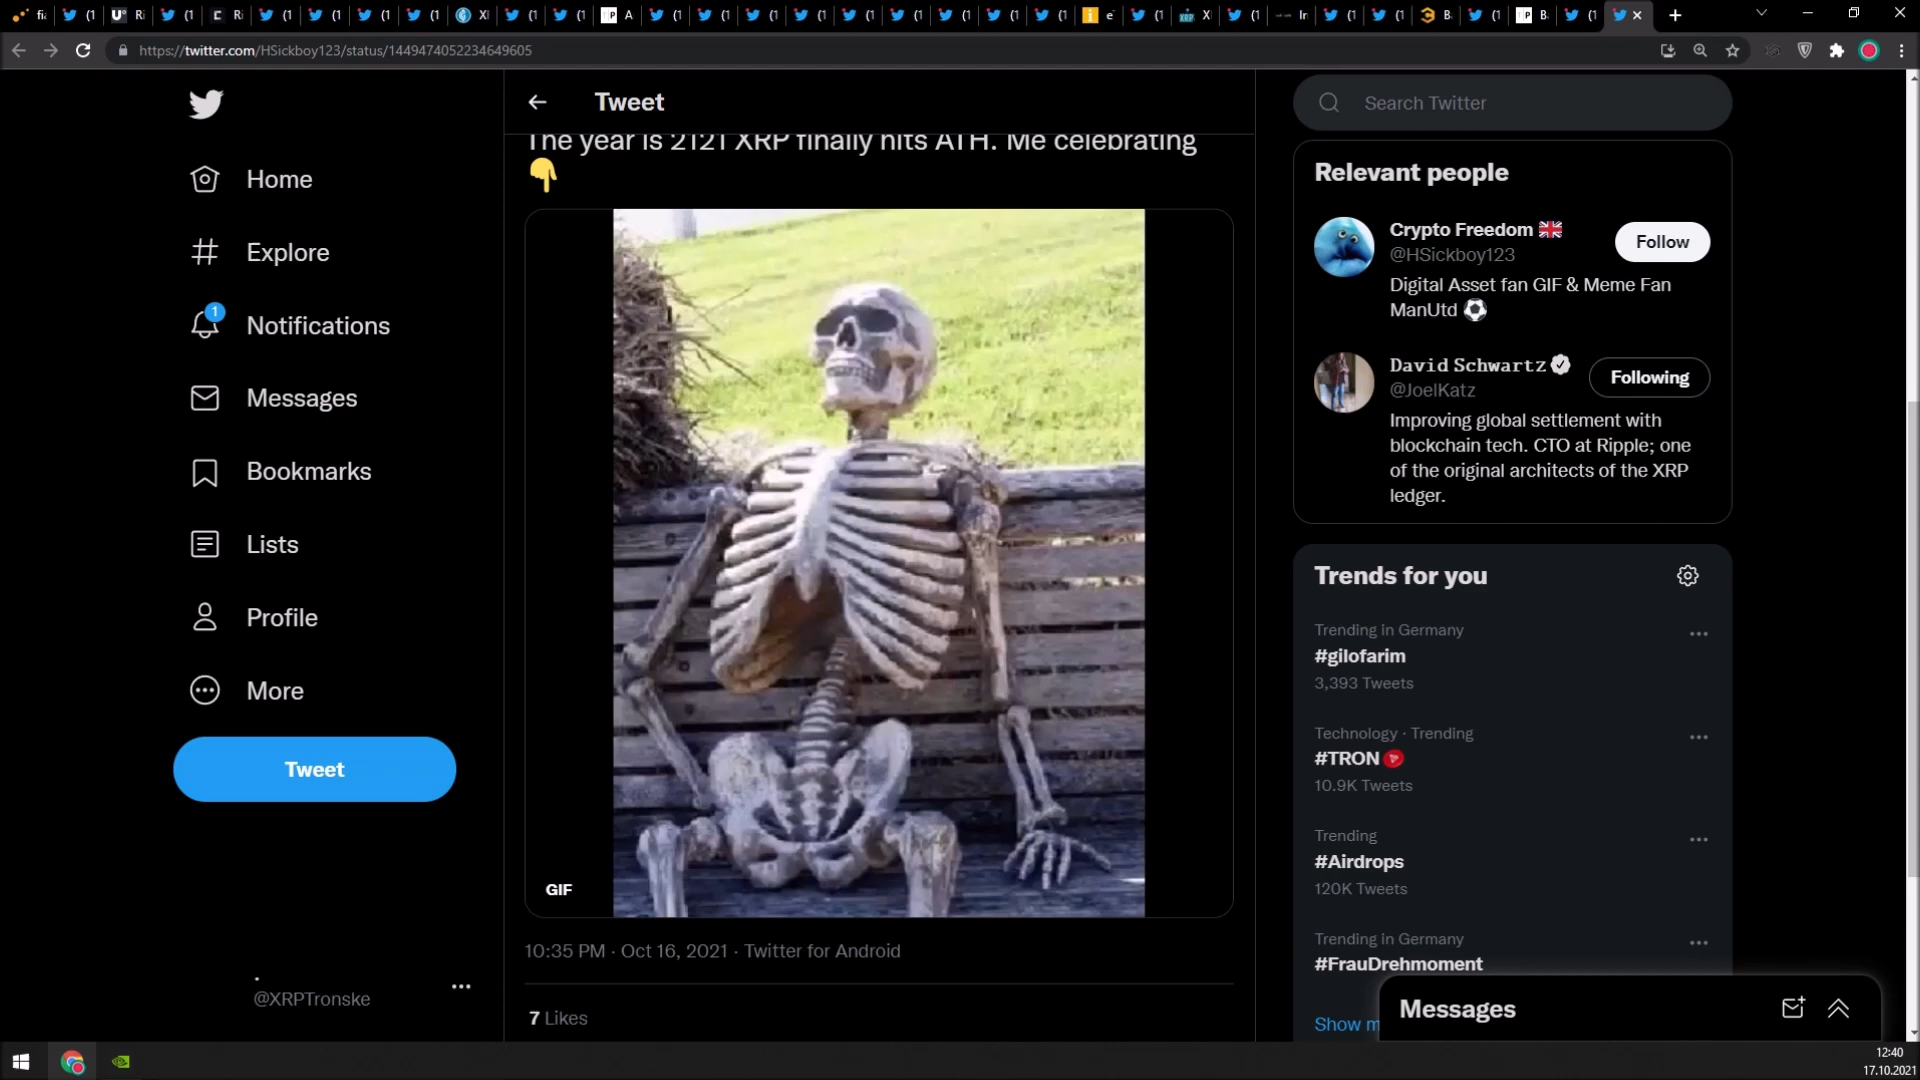 https://twitter.com/HSickboy123/status/1449474052234649605
Tweet
Search Twitter
The year is 2121 XRP finally hits ATH. Me celebrating
👇
GIF
10:35 PM · Oct 16, 2021 · Twitter for Android
7 Likes
Home
Explore
1
Notifications
Messages
Bookmarks
Lists
Profile
More
Tweet
.
@XRPTronske
Relevant people
Crypto Freedom 🇬🇧
@HSickboy123
Follow
Digital Asset fan GIF & Meme Fan
ManUtd ⚽
David Schwartz
@JoelKatz
Following
Improving global settlement with
blockchain tech. CTO at Ripple; one
of the original architects of the XRP
ledger.
Trends for you
Trending in Germany
#gilofarim
3,393 Tweets
Technology · Trending
#TRON
10.9K Tweets
Trending
#Airdrops
120K Tweets
Trending in Germany
#FrauDrehmoment
Show
Messages
12:40
17.10.2021